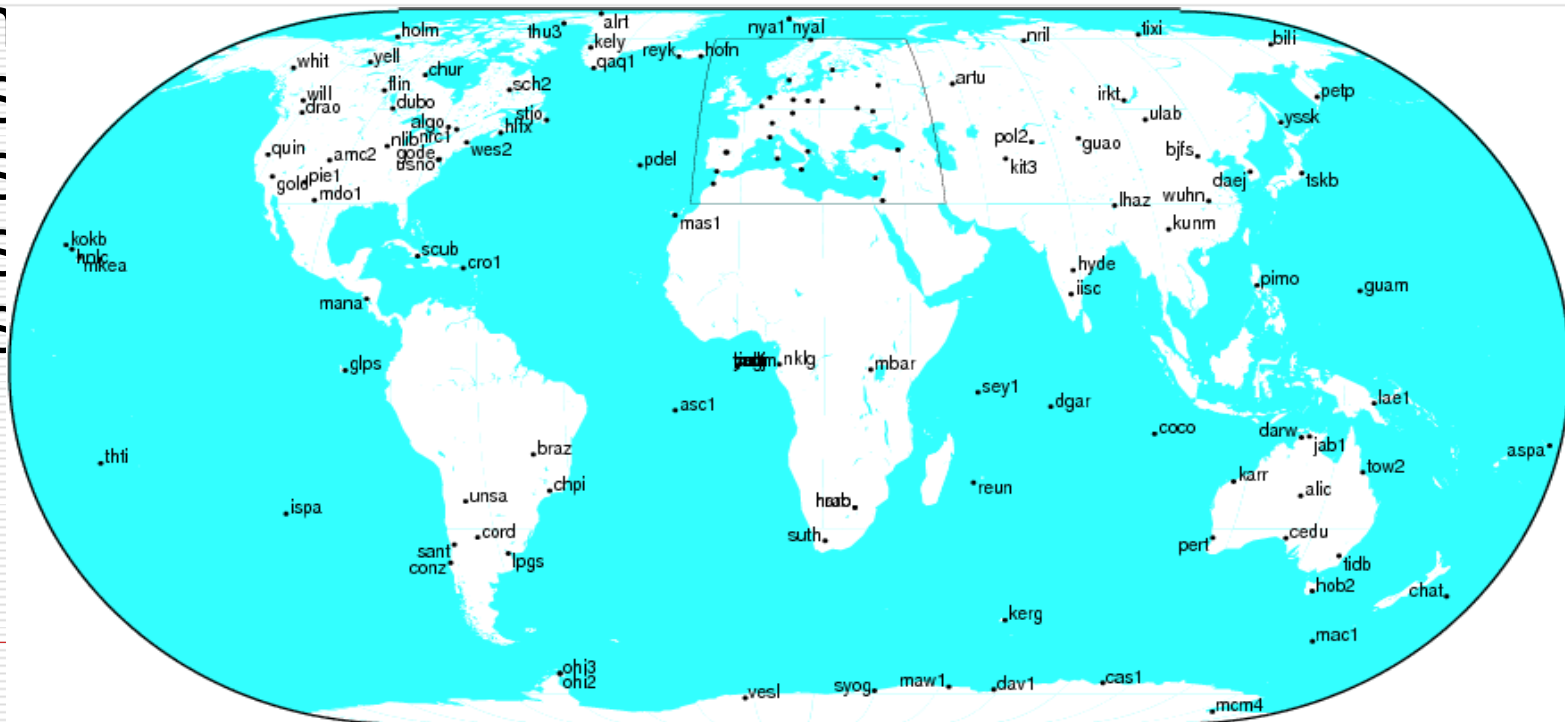 holm
thu3
alrt
nya1 nyal
nril
tixi
bili
whit
yell
chur
kely
reyk
hofn
qaq1
flin
sch2
artu
irkt
petp
will
drao
dubo
stjo
ulab
yssk
algo
nrc1
hlfx
nlib
quin
amc2
gode
usno
wes2
pdel
pol2
guao
bjfs
kit3
gold
pie1
mdo1
daej
tskb
lhaz
wuhn
mas1
kunm
kokb
hnlc
mkea
scub
cro1
hyde
iisc
pimo
guam
mana
glps
nklg
mbar
sey1
dgar
lae1
asc1
coco
darw
jab1
aspa
thti
braz
chpi
unsa
reun
karr
tow2
alic
ispa
cord
suth
sant
conz
lpgs
pert
cedu
tidb
hob2
chat
kerg
mac1
ohi3
ohi2
vesl
syog
maw1
dav1
cas1
mcm4